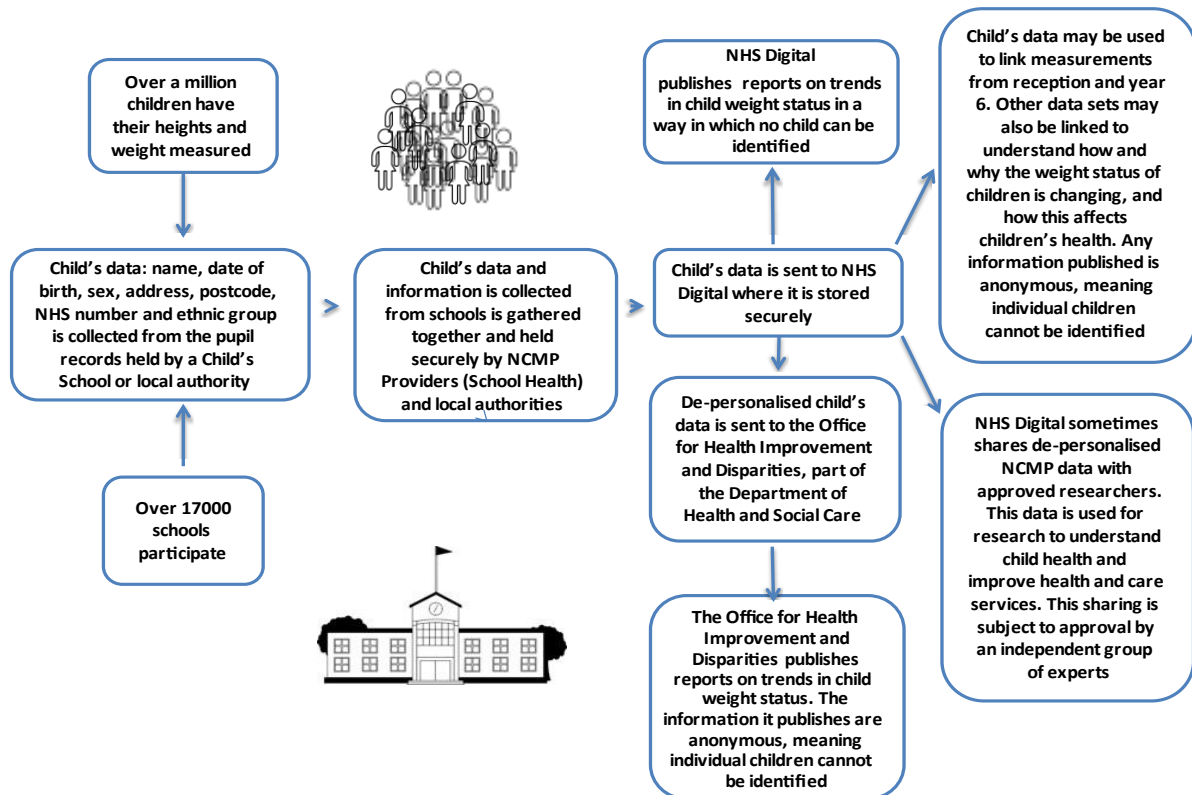 Over a million
children have
their heights and
weight measured
Child's data: name, date of
birth, sex, address, postcode,
NHS number and ethnic group
is collected from the pupil
records held by a Child's
School or local authority
Over 17000
schools
participate
Child's data and
information is collected
from schools is gathered
together and held
securely by NCMP
Providers (School Health)
and local authorities
NHS Digital
publishes reports on trends
in child weight status in a
way in which no child can be
identified
Child's data is sent to NHS
Digital where it is stored
securely
De-personalised child's
data is sent to the Office
for Health Improvement
and Disparities, part of
the Department of
Health and Social Care
The Office for Health
Improvement and
Disparities publishes
reports on trends in child
weight status. The
information it publishes are
anonymous, meaning
individual children cannot
be identified
Child's data may be used
to link measurements
from reception and year
6. Other data sets may
also be linked to
understand how and
why the weight status of
children is changing, and
how this affects
children's health. Any
information published is
anonymous, meaning
individual children
cannot be identified
NHS Digital sometimes
shares de-personalised
NCMP data with
approved researchers.
This data is used for
research to understand
child health and
improve health and care
services. This sharing is
subject to approval by
an independent group
of experts